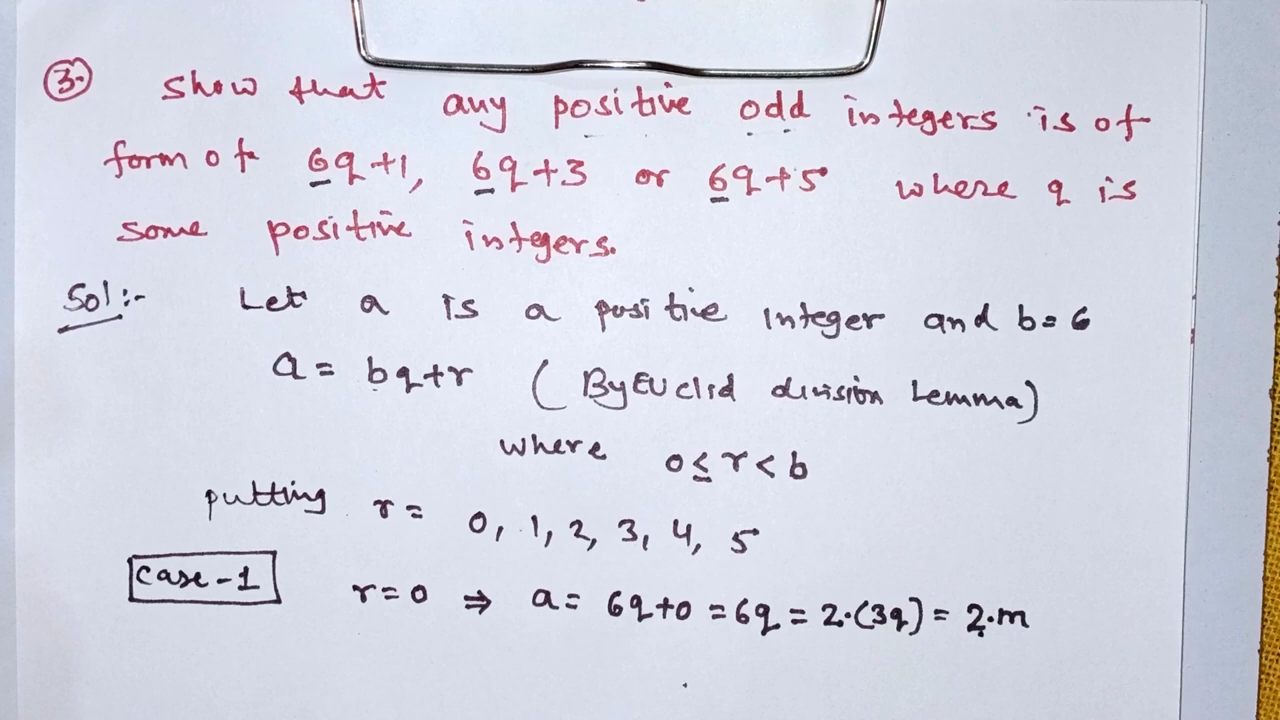 ③. Show that any positive odd integers is of
form of 6q+1, 6q+3 or 6q+5 where q is
some positive integers.
Sol:- Let a is a positive integer and b=6
a = bq+r (By Euclid division Lemma)
where 0≤r<b
putting r= 0, 1, 2, 3, 4, 5
Case-1 r=0 ⇒ a= 6q+0 =6q = 2.(3q) = 2.m